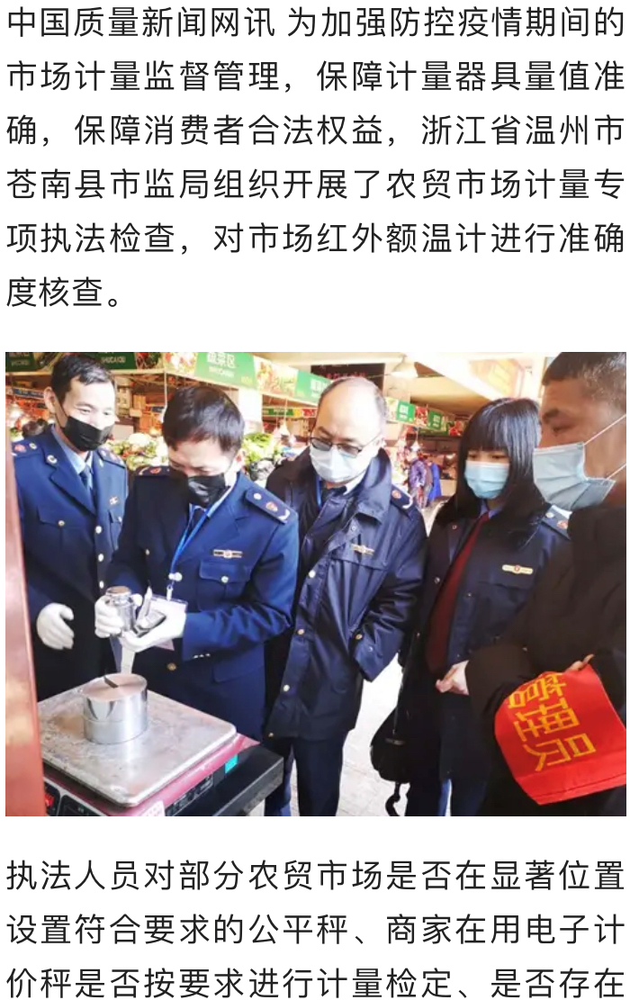 中国质量新闻网讯 为加强防控疫情期间的
市场计量监督管理，保障计量器具量值准
确，保障消费者合法权益，浙江省温州市
苍南县市监局组织开展了农贸市场计量专
项执法检查，对市场红外额温计进行准确
度核查。
蔬菜区
SHUCAIQU
管理员
执法人员对部分农贸市场是否在显著位置
设置符合要求的公平秤、商家在用电子计
价秤是否按要求进行计量检定、是否存在